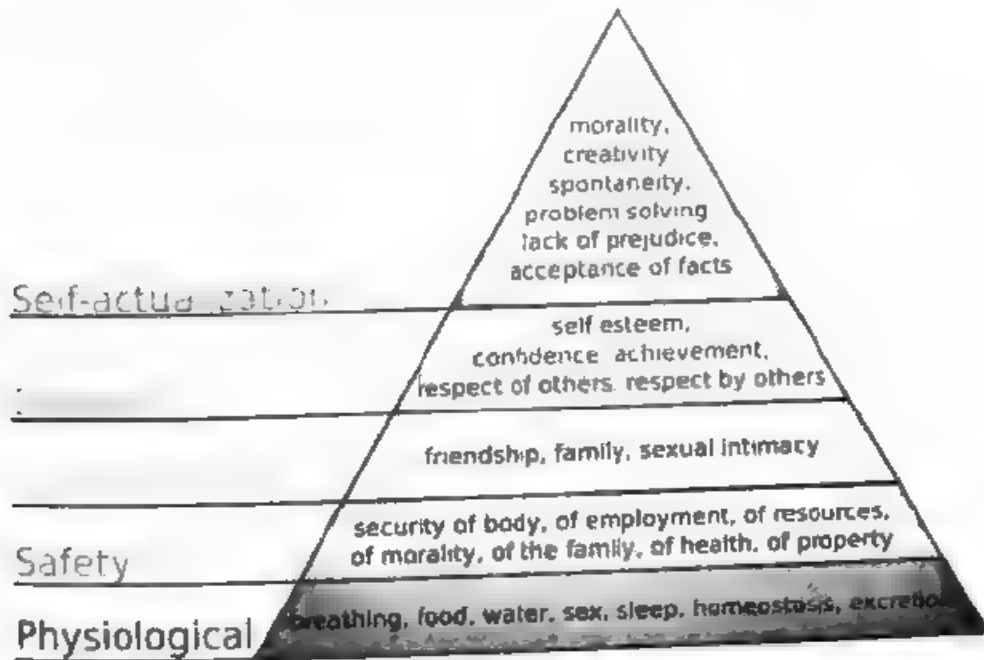 morality,
creativity
spontaneity,
problem solving
lack of prejudice,
acceptance of facts
Self-actualization
self esteem,
confidence achievement,
respect of others, respect by others
friendship, family, sexual intimacy
security of body, of employment, of resources,
of morality, of the family, of health, of property
Safety
breathing, food, water, sex, sleep, homeostasis, excretion
Physiological